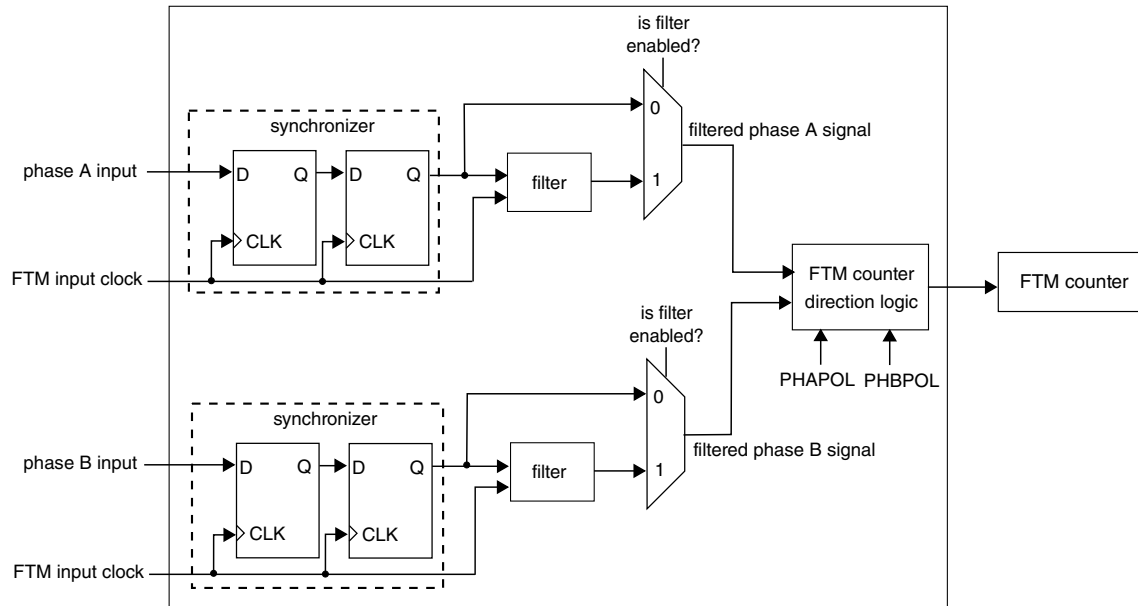 is filter
enabled?
synchronizer
0
filtered phase A signal
phase A input
D
Q
D
Q
filter
1
CLK
CLK
FTM input clock
FTM counter
direction logic
FTM counter
is filter
enabled?
PHAPOL
PHBPOL
synchronizer
0
filtered phase B signal
phase B input
D
Q
D
Q
filter
1
CLK
CLK
FTM input clock